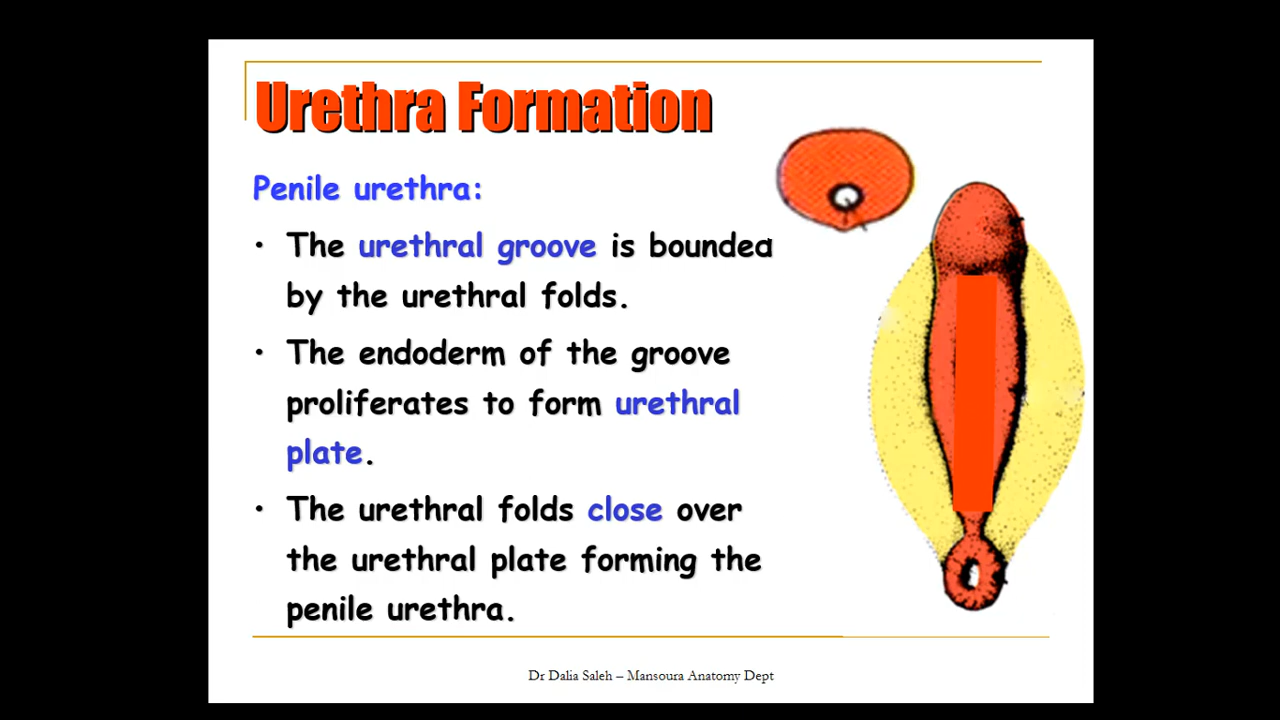 Urethra Formation
Penile urethra:
• The urethral groove is bounded
by the urethral folds.
• The endoderm of the groove
proliferates to form urethral
plate.
• The urethral folds close over
the urethral plate forming the
penile urethra.
Dr Dalia Saleh – Mansoura Anatomy Dept